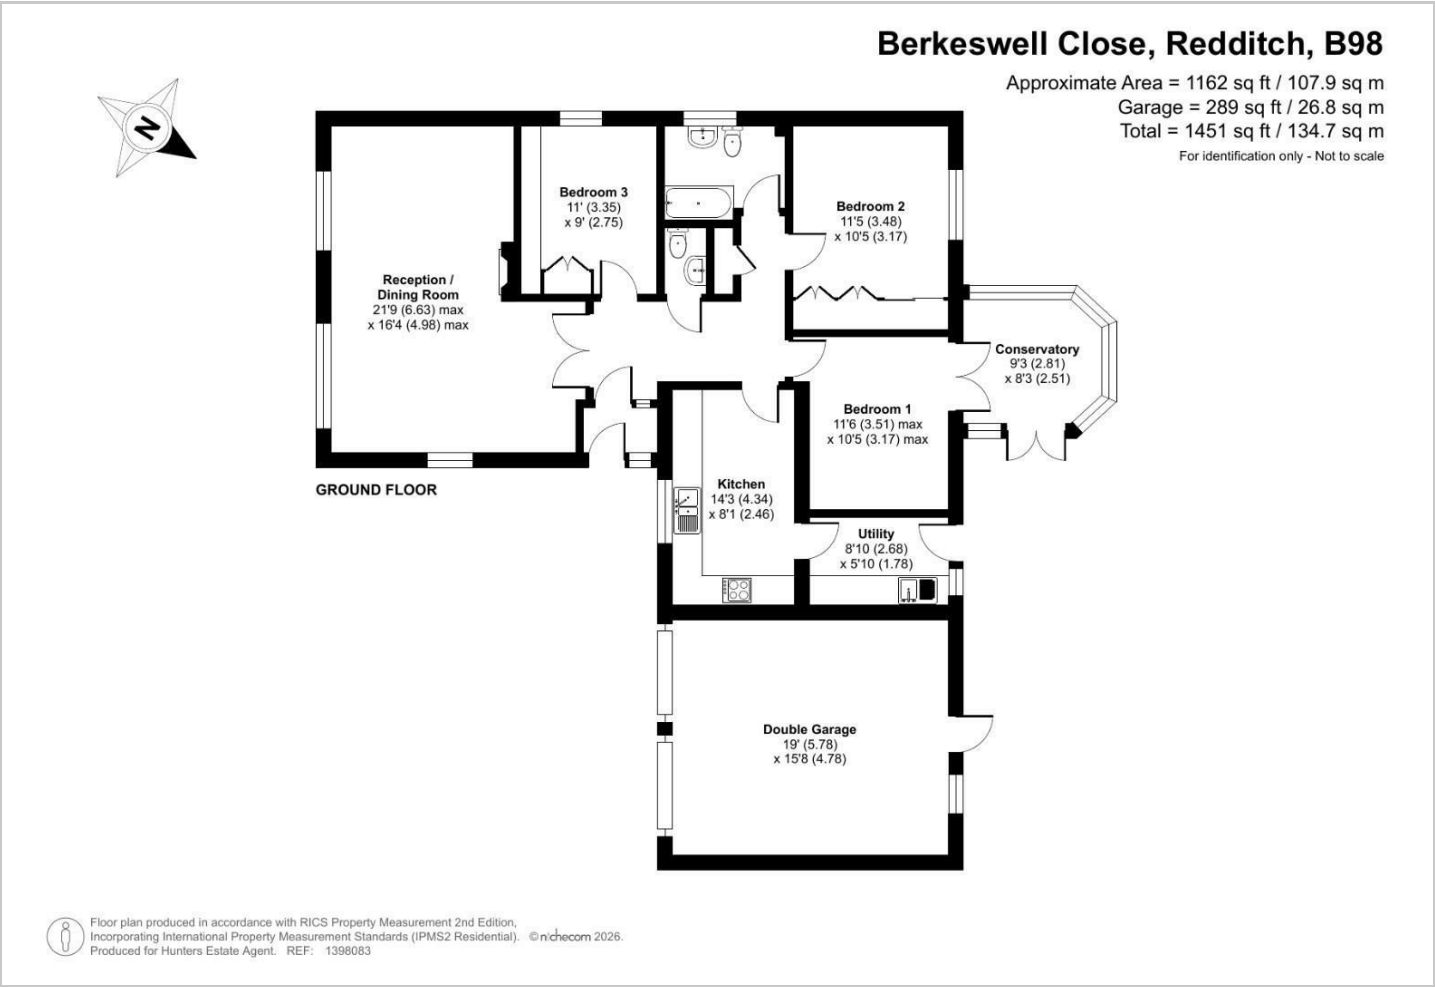 Berkeswell Close, Redditch, B98
Approximate Area = 1162 sq ft / 107.9 sq m
Garage = 289 sq ft / 26.8 sq m
Total = 1451 sq ft / 134.7 sq m
For identification only - Not to scale
N
Bedroom 3
11' (3.35)
x 9' (2.75)
Bedroom 2
11'5 (3.48)
x 10'5 (3.17)
Reception /
Dining Room
21'9 (6.63) max
x 16'4 (4.98) max
Conservatory
9'3 (2.81)
x 8'3 (2.51)
Bedroom 1
11'6 (3.51) max
x 10'5 (3.17) max
Kitchen
14'3 (4.34)
x 8'1 (2.46)
GROUND FLOOR
Utility
8'10 (2.68)
x 5'10 (1.78)
Double Garage
19' (5.78)
x 15'8 (4.78)
Floor plan produced in accordance with RICS Property Measurement 2nd Edition,
Incorporating International Property Measurement Standards (IPMS2 Residential). © nichecom 2026.
Produced for Hunters Estate Agent. REF: 1398083